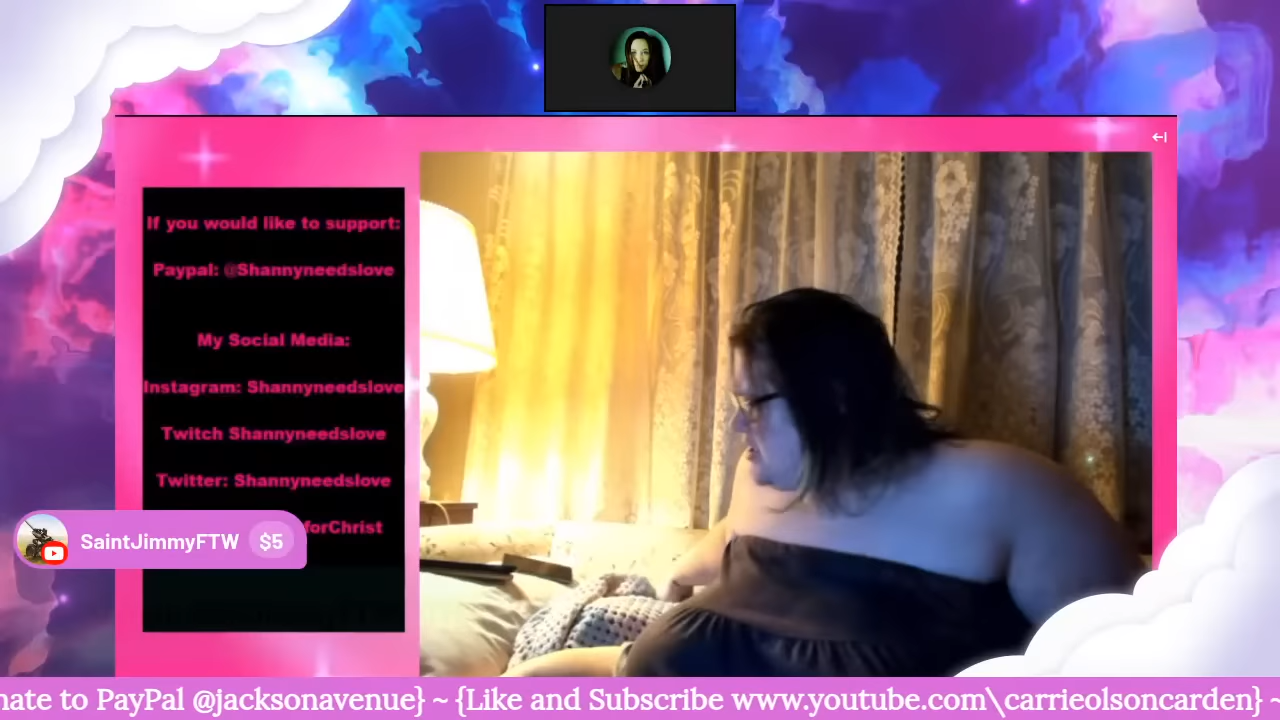 If you would like to support:
Paypal: @Shannyneedslove
My Social Media:
Instagram: Shannyneedslove
Twitch Shannyneedslove
Twitter: Shannyneedslove
forChrist
SaintJimmyFTW $5
nate to PayPal @jacksonavenue} ~ {Like and Subscribe www.youtube.com\carrieolsoncarden} ~